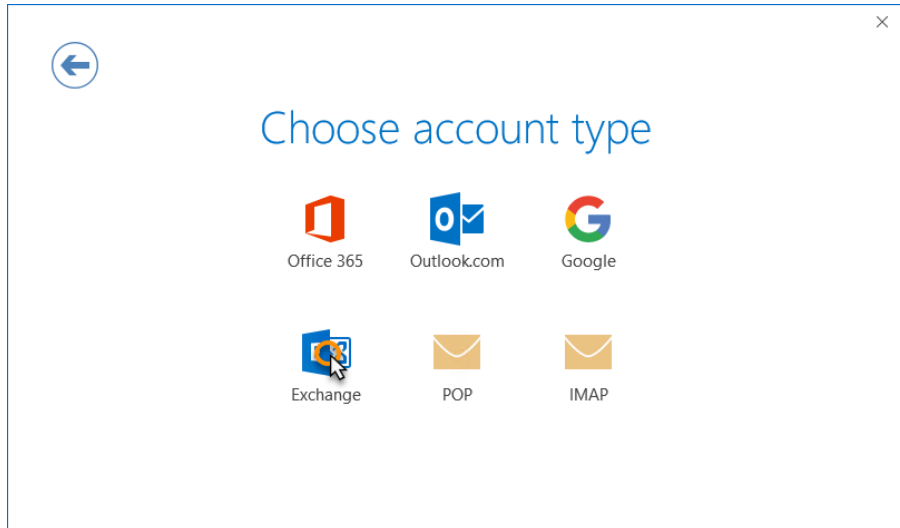 Choose account type
Office 365
Outlook.com
Google
Exchange
POP
IMAP